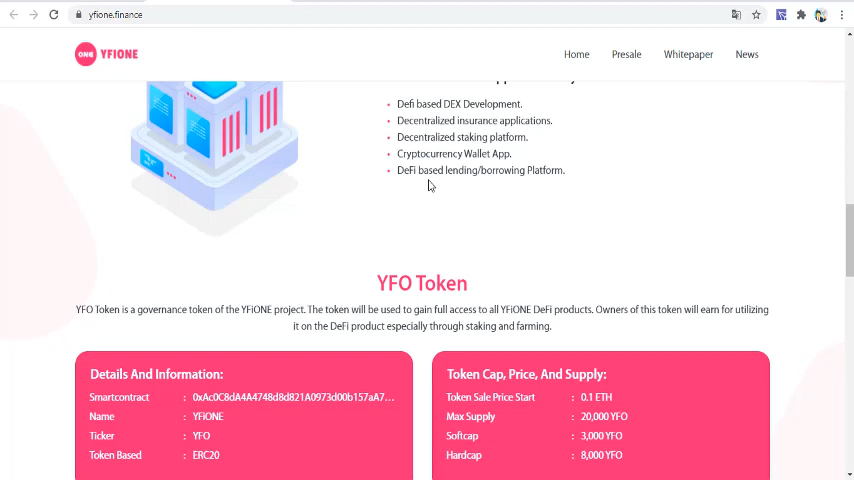 yfione.finance
ONE YFIONE
Home Presale Whitepaper News
Defi based DEX Development.
Decentralized insurance applications.
Decentralized staking platform.
Cryptocurrency Wallet App.
DeFi based lending/borrowing Platform.
YFO Token
YFO Token is a governance token of the YFiONE project. The token will be used to gain full access to all YFiONE DeFi products. Owners of this token will earn for utilizing
it on the DeFi product especially through staking and farming.
Details And Information:
Smartcontract : 0xAc0C8dA4A4748d8d821A0973d00b157aA7...
Name : YFiONE
Ticker : YFO
Token Based : ERC20
Token Cap, Price, And Supply:
Token Sale Price Start : 0.1 ETH
Max Supply : 20,000 YFO
Softcap : 3,000 YFO
Hardcap : 8,000 YFO